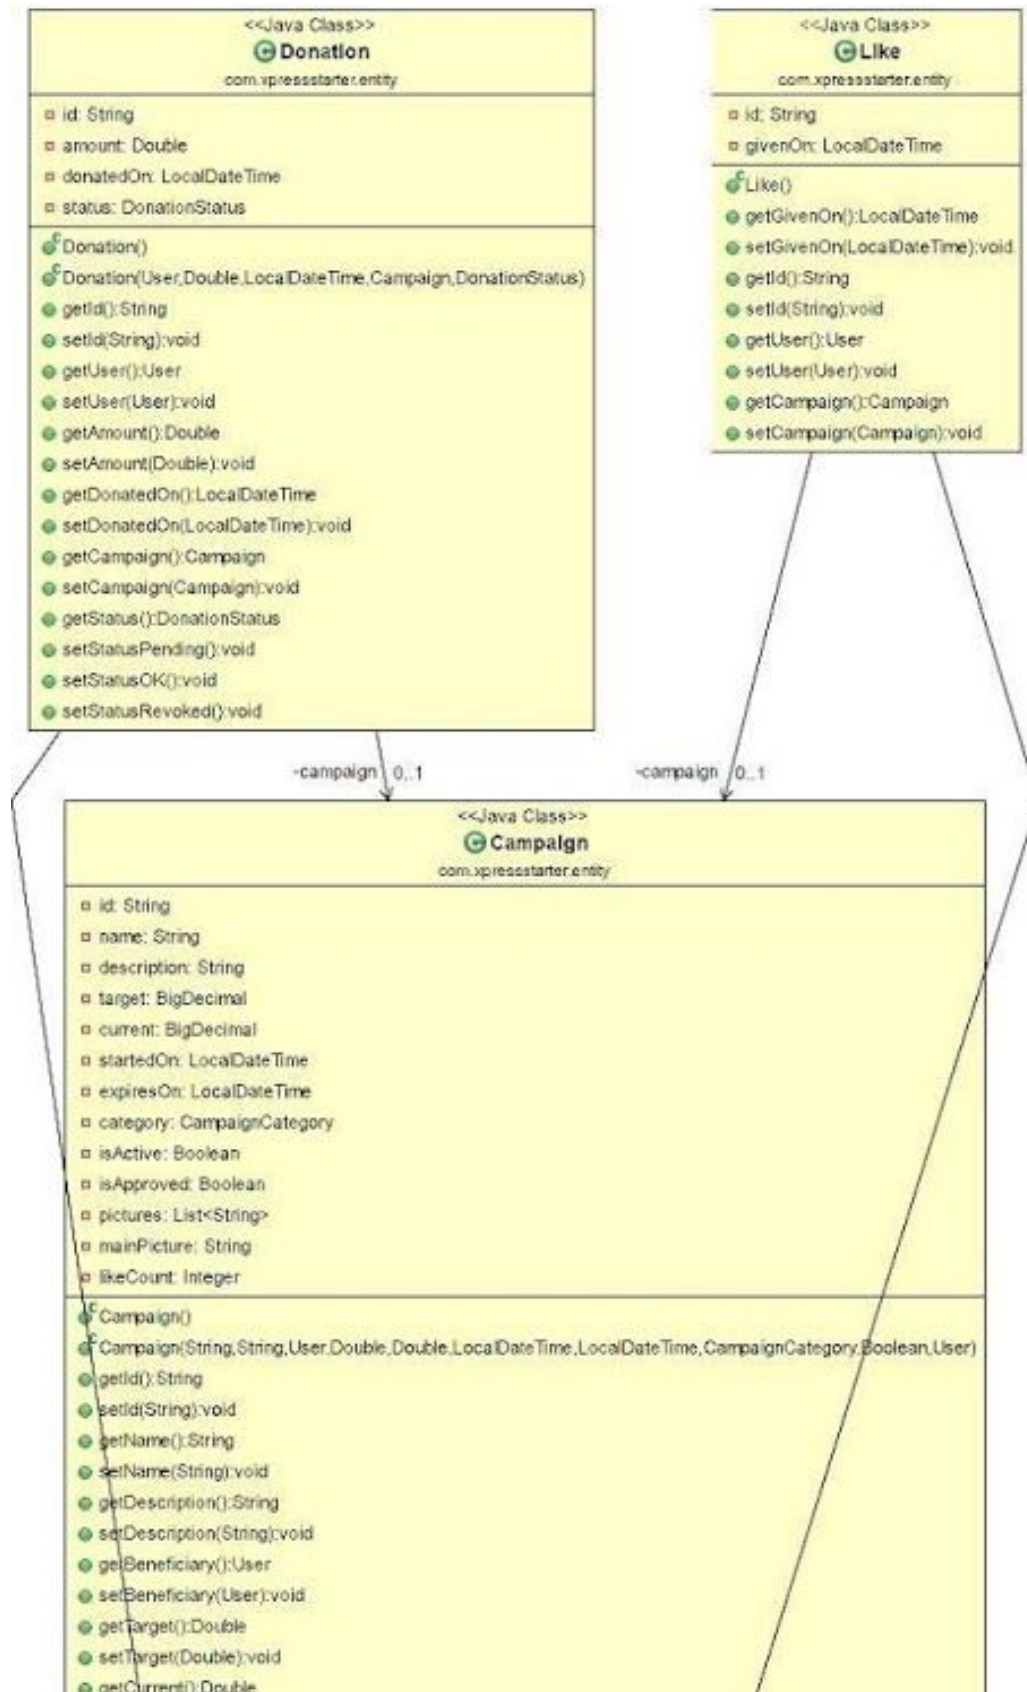 <<Java Class>>
Donation
com.xpressstarter.entity
id: String
amount: Double
donatedOn: LocalDateTime
status: DonationStatus
Donation()
Donation(User,Double,LocalDateTime,Campaign,DonationStatus)
getId():String
setId(String):void
getUser():User
setUser(User):void
getAmount():Double
setAmount(Double):void
getDonatedOn():LocalDateTime
setDonatedOn(LocalDateTime):void
getCampaign():Campaign
setCampaign(Campaign):void
getStatus():DonationStatus
setStatusPending():void
setStatusOK():void
setStatusRevoked():void
<<Java Class>>
Like
com.xpressstarter.entity
id: String
givenOn: LocalDateTime
Like()
getGivenOn():LocalDateTime
setGivenOn(LocalDateTime):void
getId():String
setId(String):void
getUser():User
setUser(User):void
getCampaign():Campaign
setCampaign(Campaign):void
-campaign 0..1
-campaign 0..1
<<Java Class>>
Campaign
com.xpressstarter.entity
id: String
name: String
description: String
target: BigDecimal
current: BigDecimal
startedOn: LocalDateTime
expiresOn: LocalDateTime
category: CampaignCategory
isActive: Boolean
isApproved: Boolean
pictures: List<String>
mainPicture: String
likeCount: Integer
Campaign()
Campaign(String,String,User,Double,Double,LocalDateTime,LocalDateTime,CampaignCategory,Boolean,User)
getId():String
setId(String):void
getName():String
setName(String):void
getDescription():String
setDescription(String):void
getBeneficiary():User
setBeneficiary(User):void
getTarget():Double
setTarget(Double):void
getCurrent():Double